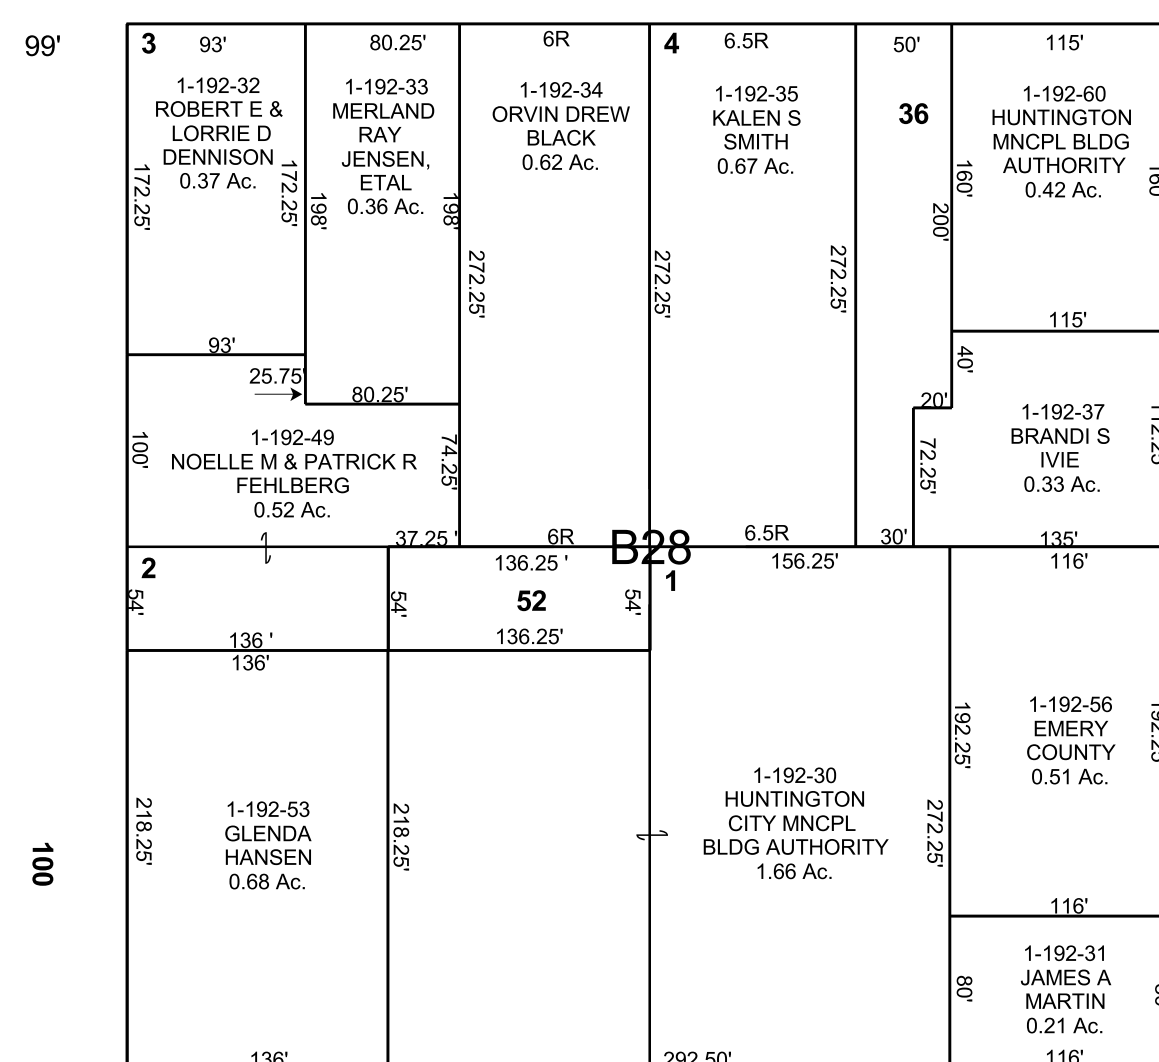 99'
3
93'
1-192-32
ROBERT E &
LORRIE D
DENNISON
0.37 Ac.
172.25'
172.25'
93'
80.25'
1-192-33
MERLAND
RAY
JENSEN,
ETAL
0.36 Ac.
198'
198'
80.25'
25.75'
6R
1-192-34
ORVIN DREW
BLACK
0.62 Ac.
272.25'
6R
4
6.5R
1-192-35
KALEN S
SMITH
0.67 Ac.
272.25'
272.25'
6.5R
50'
36
200'
20'
72.25'
30'
115'
1-192-60
HUNTINGTON
MNCPL BLDG
AUTHORITY
0.42 Ac.
160'
160'
115'
40'
1-192-37
BRANDI S
IVIE
0.33 Ac.
135'
100'
1-192-49
NOELLE M & PATRICK R
FEHLBERG
0.52 Ac.
74.25'
37.25 '
B28
2
54'
54'
136 '
136.25 '
52
54'
136.25'
1
156.25'
116'
136'
218.25'
1-192-53
GLENDA
HANSEN
0.68 Ac.
218.25'
136'
1-192-30
HUNTINGTON
CITY MNCPL
BLDG AUTHORITY
1.66 Ac.
272.25'
292.50'
192.25'
1-192-56
EMERY
COUNTY
0.51 Ac.
192.25'
116'
80'
1-192-31
JAMES A
MARTIN
0.21 Ac.
116'
100